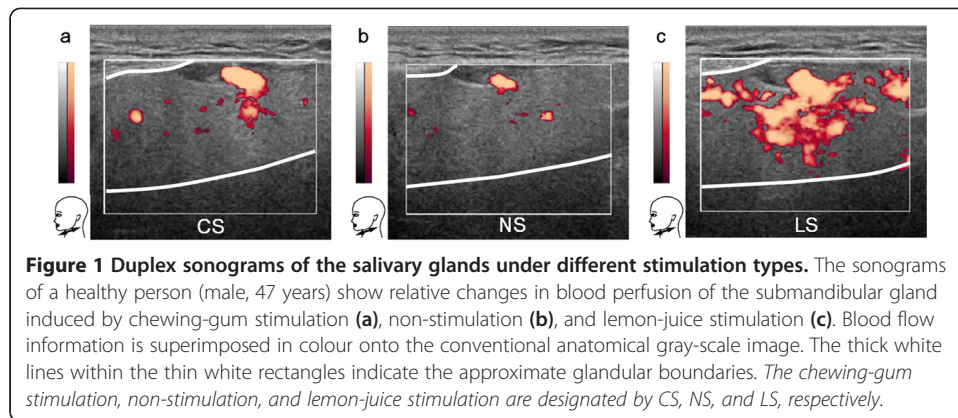 a
b
c
CS
NS
LS
Figure 1 Duplex sonograms of the salivary glands under different stimulation types. The sonograms
of a healthy person (male, 47 years) show relative changes in blood perfusion of the submandibular gland
induced by chewing-gum stimulation (a), non-stimulation (b), and lemon-juice stimulation (c). Blood flow
information is superimposed in colour onto the conventional anatomical gray-scale image. The thick white
lines within the thin white rectangles indicate the approximate glandular boundaries. The chewing-gum
stimulation, non-stimulation, and lemon-juice stimulation are designated by CS, NS, and LS, respectively.